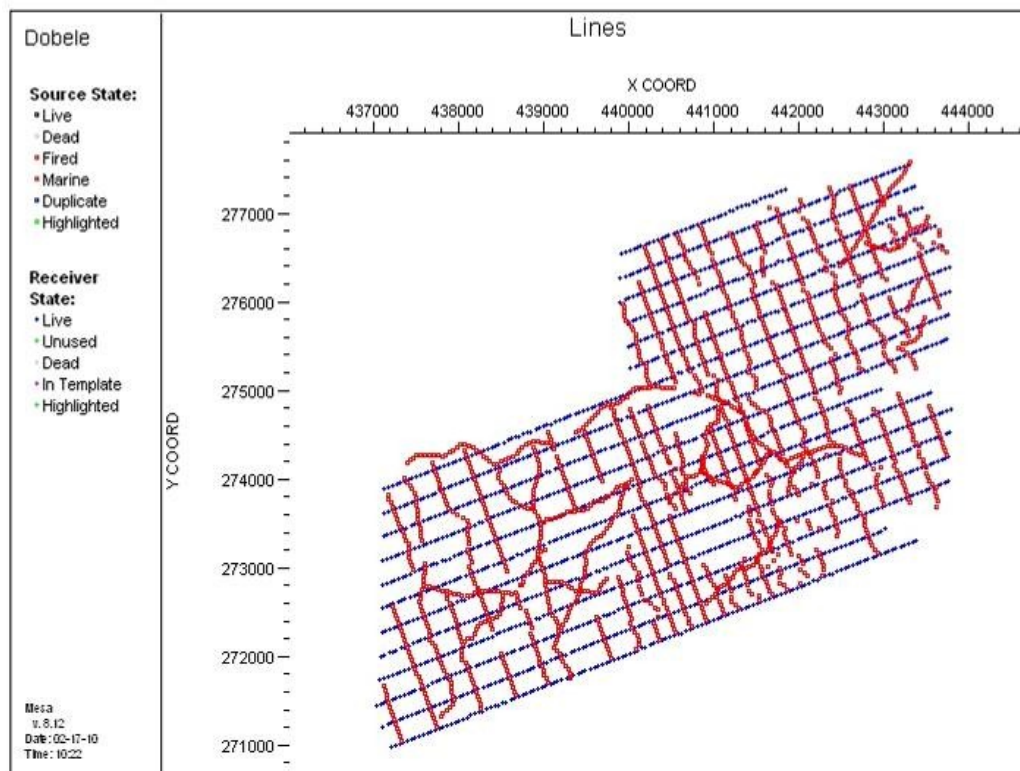 Dobele
Lines
Source State:
Live
Dead
Fired
Marine
Duplicate
Highlighted
Receiver
State:
Live
Unused
Dead
In Template
Highlighted
Mesa
v. 8.12
Date: 02-17-10
Time: 10:22
X COORD
437000 438000 439000 440000 441000 442000 443000 444000
Y COORD
277000
276000
275000
274000
273000
272000
271000